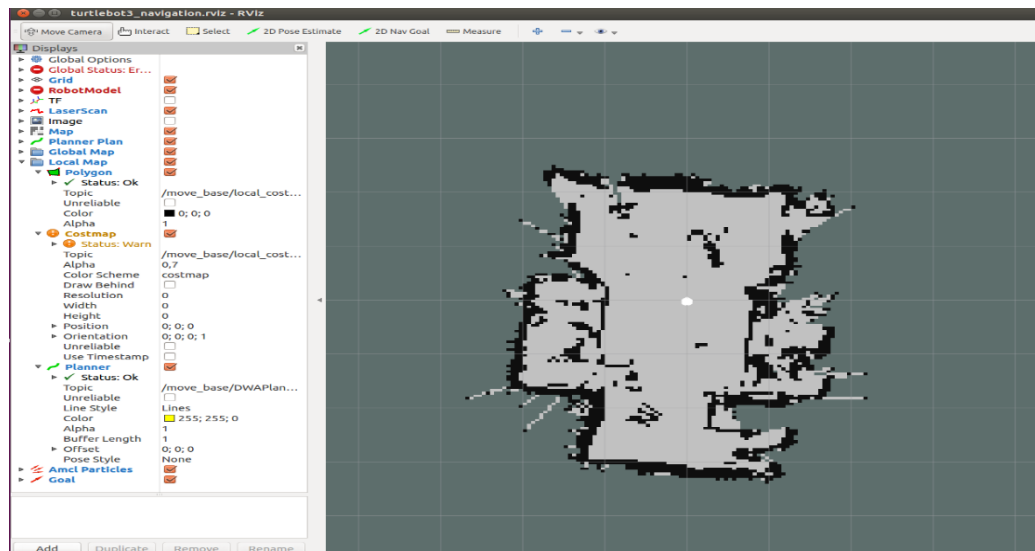 turtlebot3_navigation.rviz - RViz
Move Camera Interact Select 2D Pose Estimate 2D Nav Goal Measure
Displays
Global Options
Global Status: Er...
Grid
RobotModel
TF
LaserScan
Image
Map
Planner Plan
Global Map
Local Map
Polygon
Status: Ok
Topic /move_base/local_cost...
Unreliable
Color 0; 0; 0
Alpha 1
Costmap
Status: Warn
Topic /move_base/local_cost...
Alpha 0,7
Color Scheme costmap
Draw Behind
Resolution 0
Width 0
Height 0
Position 0; 0; 0
Orientation 0; 0; 0; 1
Unreliable
Use Timestamp
Planner
Status: Ok
Topic /move_base/DWAPlan...
Unreliable
Line Style Lines
Color 255; 255; 0
Alpha 1
Buffer Length 1
Offset 0; 0; 0
Pose Style None
Amcl Particles
Goal
Add Duplicate Remove Rename